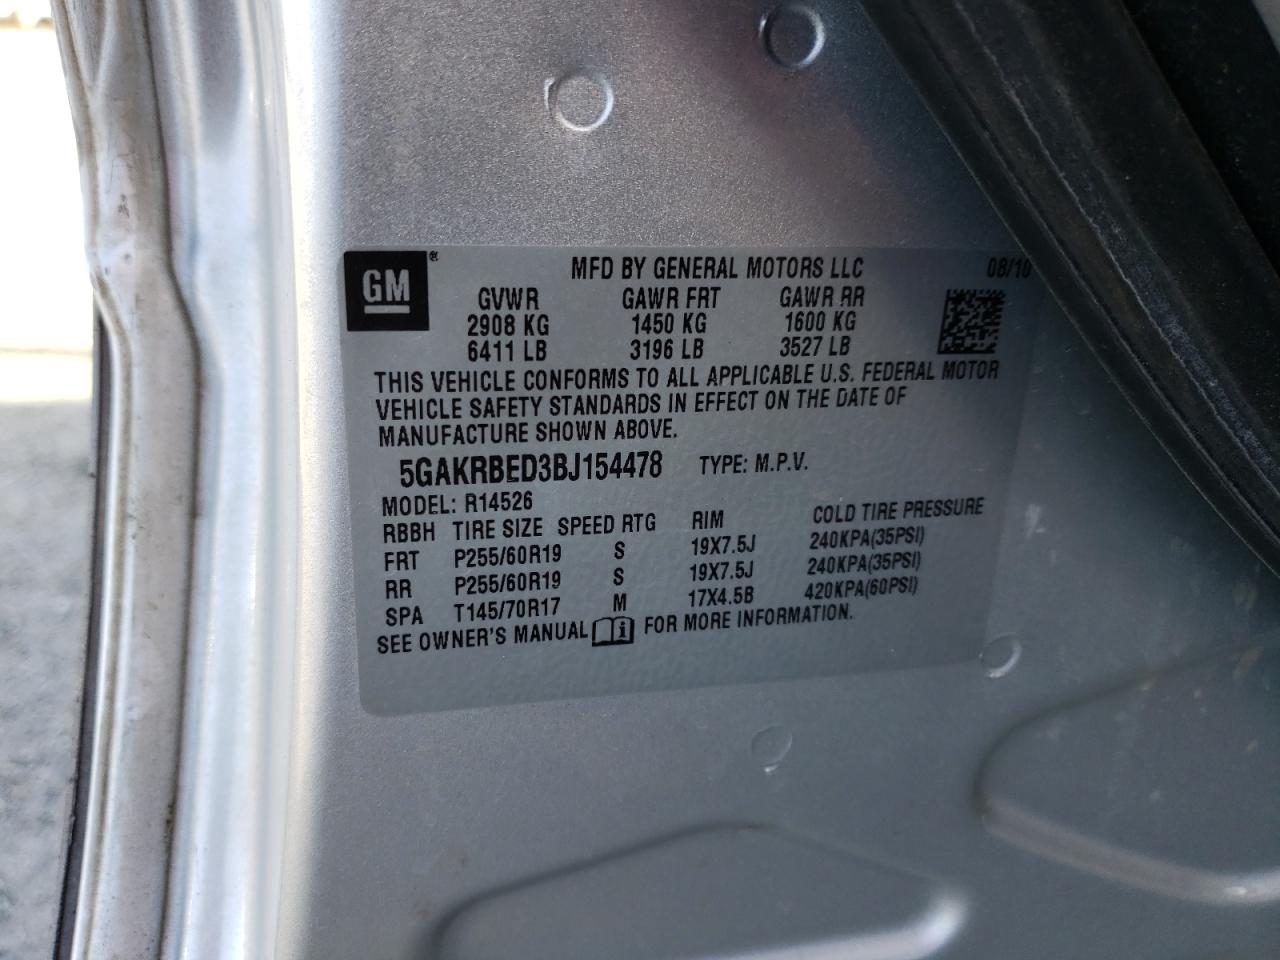 GM® MFD BY GENERAL MOTORS LLC 08/10
GVWR GAWR FRT GAWR RR
2908 KG 1450 KG 1600 KG
6411 LB 3196 LB 3527 LB
THIS VEHICLE CONFORMS TO ALL APPLICABLE U.S. FEDERAL MOTOR
VEHICLE SAFETY STANDARDS IN EFFECT ON THE DATE OF
MANUFACTURE SHOWN ABOVE.
5GAKRBED3BJ154478 TYPE: M.P.V.
MODEL: R14526
RBBH TIRE SIZE SPEED RTG RIM COLD TIRE PRESSURE
FRT P255/60R19 S 19X7.5J 240KPA(35PSI)
RR P255/60R19 S 19X7.5J 240KPA(35PSI)
SPA T145/70R17 M 17X4.5B 420KPA(60PSI)
SEE OWNER'S MANUAL FOR MORE INFORMATION.